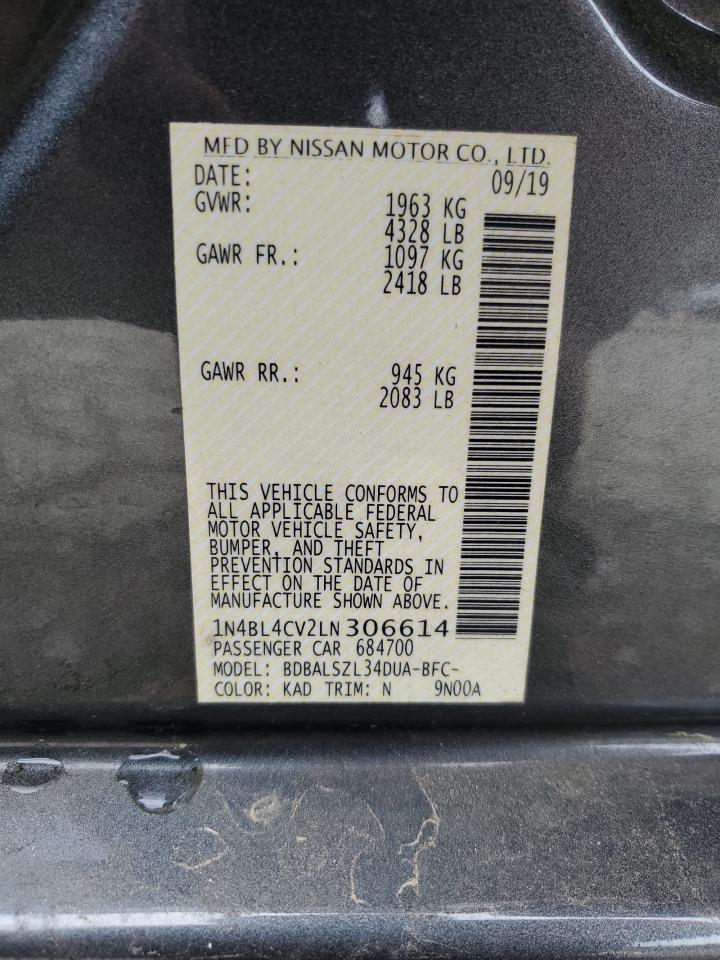 MFD BY NISSAN MOTOR CO., LTD.
DATE: 09/19
GVWR: 1963 KG
4328 LB
GAWR FR.: 1097 KG
2418 LB
GAWR RR.: 945 KG
2083 LB
THIS VEHICLE CONFORMS TO
ALL APPLICABLE FEDERAL
MOTOR VEHICLE SAFETY,
BUMPER, AND THEFT
PREVENTION STANDARDS IN
EFFECT ON THE DATE OF
MANUFACTURE SHOWN ABOVE.
1N4BL4CV2LN306614
PASSENGER CAR 684700
MODEL: BDBALSZL34DUA-BFC-
COLOR: KAD TRIM: N 9N00A